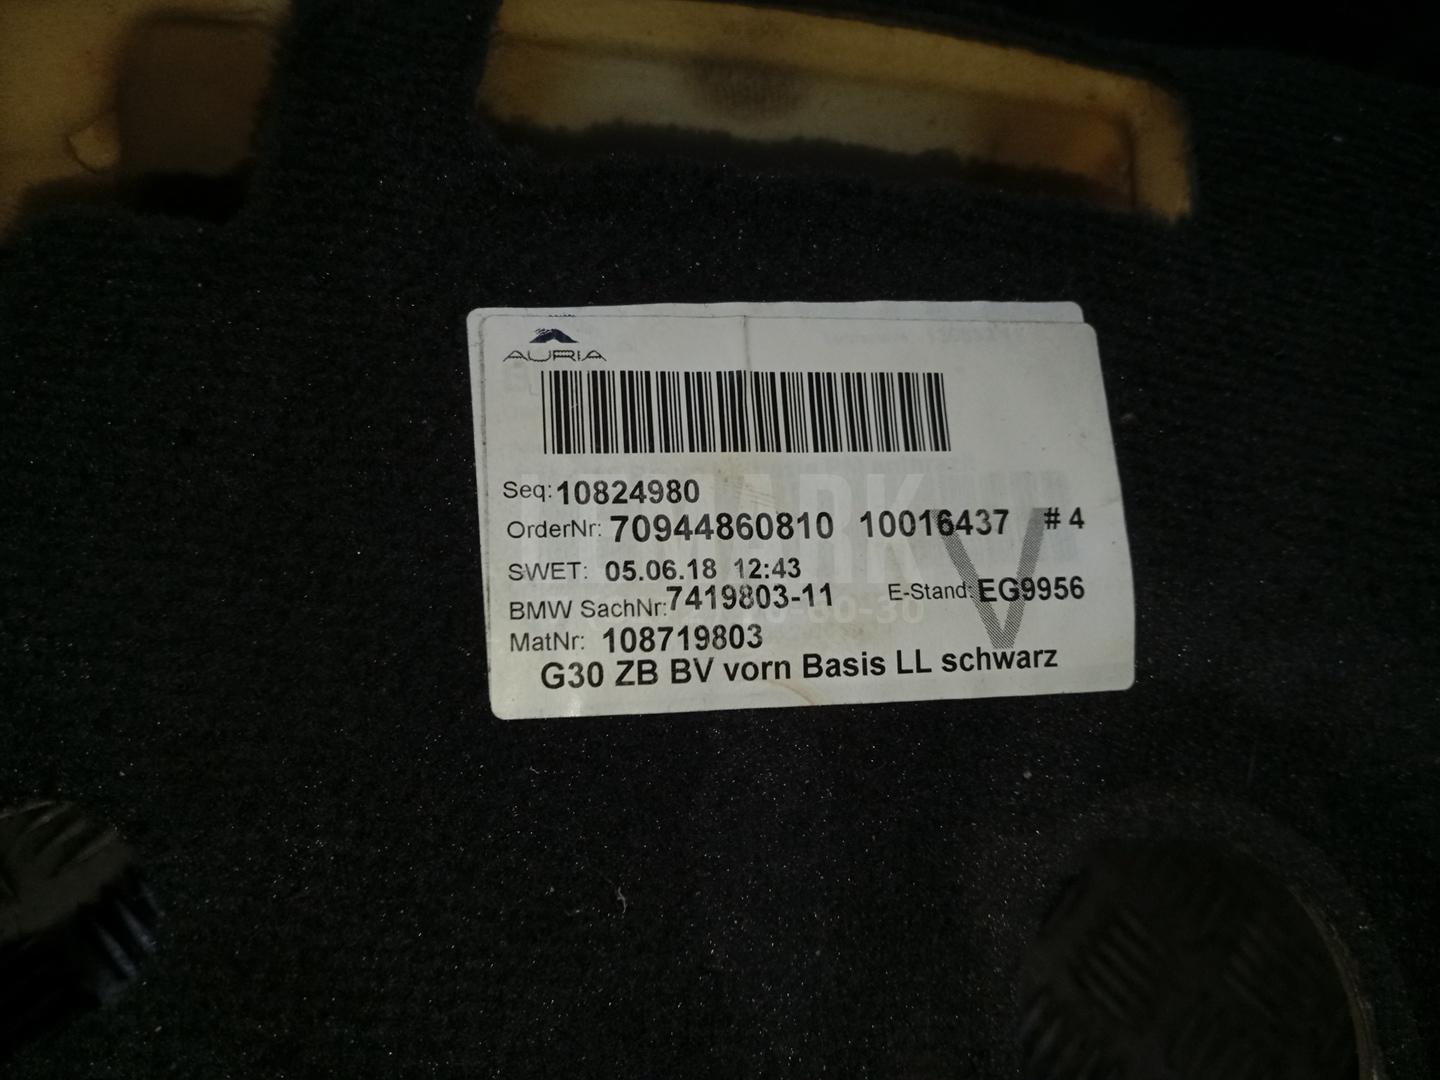 AURIA
Seq: 10824980
OrderNr: 70944860810 10016437 # 4
SWET: 05.06.18 12:43
BMW SachNr: 7419803-11 E-Stand: EG9956
MatNr: 108719803
V
G30 ZB BV vorn Basis LL schwarz